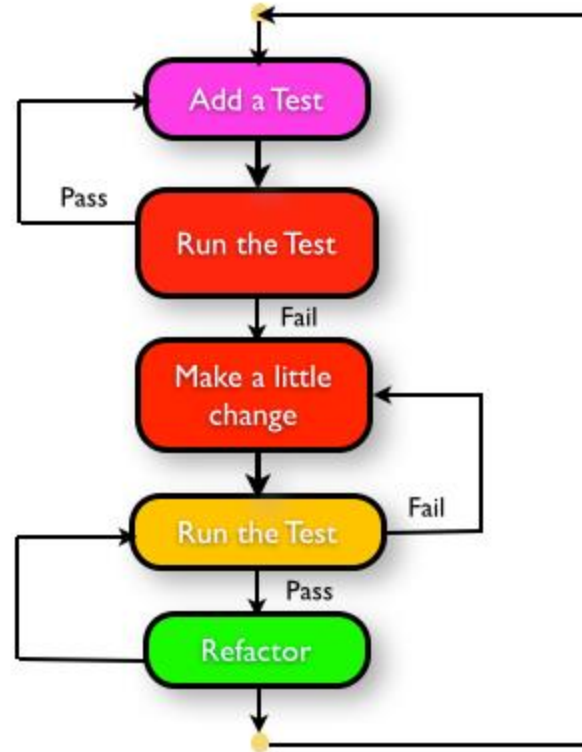 Add a Test
Pass
Run the Test
Fail
Make a little
change
Run the Test
Fail
Pass
Refactor